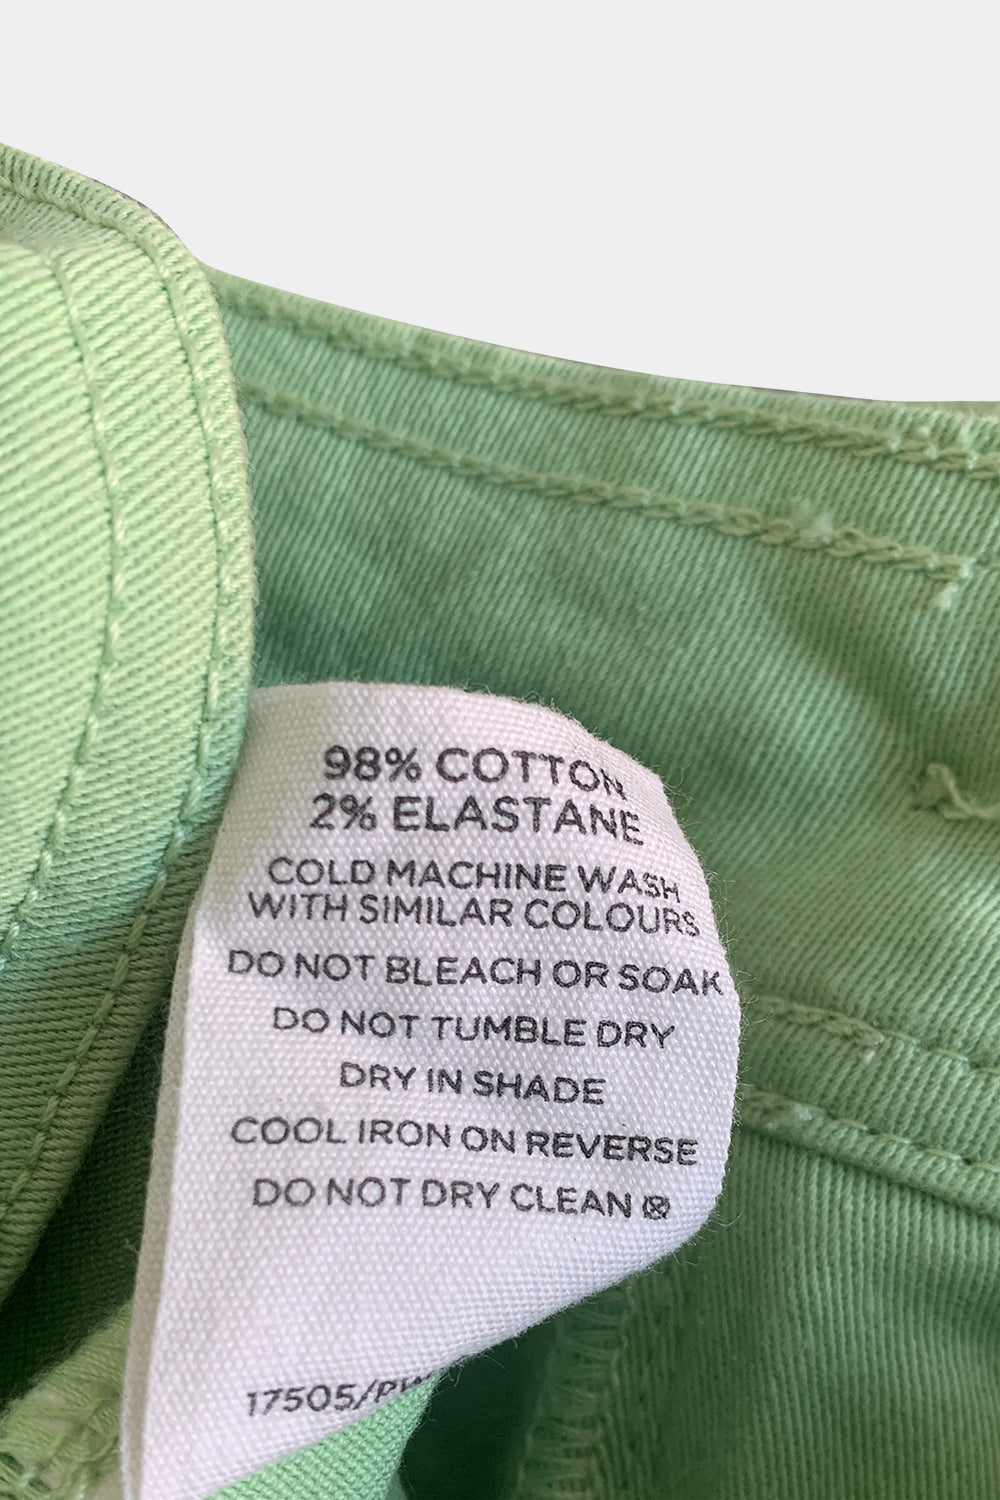 98% COTTON
2% ELASTANE
COLD MACHINE WASH
WITH SIMILAR COLOURS
DO NOT BLEACH OR SOAK
DO NOT TUMBLE DRY
DRY IN SHADE
COOL IRON ON REVERSE
DO NOT DRY CLEAN
17505/